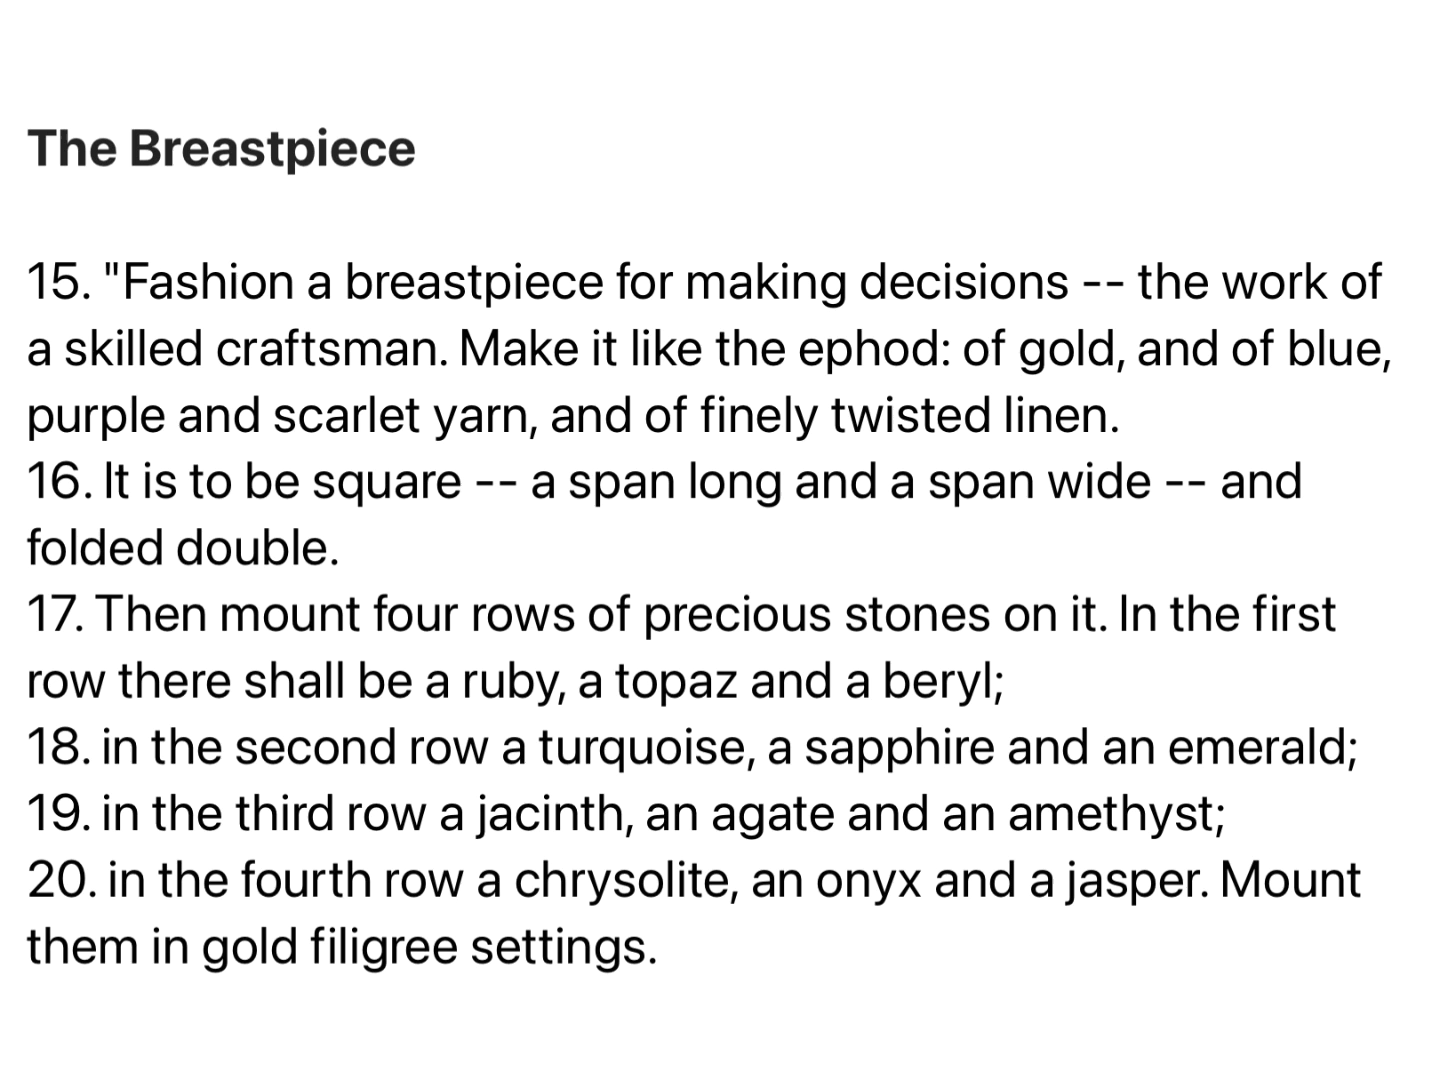 The Breastpiece
15. "Fashion a breastpiece for making decisions -- the work of
a skilled craftsman. Make it like the ephod: of gold, and of blue,
purple and scarlet yarn, and of finely twisted linen.
16. It is to be square -- a span long and a span wide -- and
folded double.
17. Then mount four rows of precious stones on it. In the first
row there shall be a ruby, a topaz and a beryl;
18. in the second row a turquoise, a sapphire and an emerald;
19. in the third row a jacinth, an agate and an amethyst;
20. in the fourth row a chrysolite, an onyx and a jasper. Mount
them in gold filigree settings.